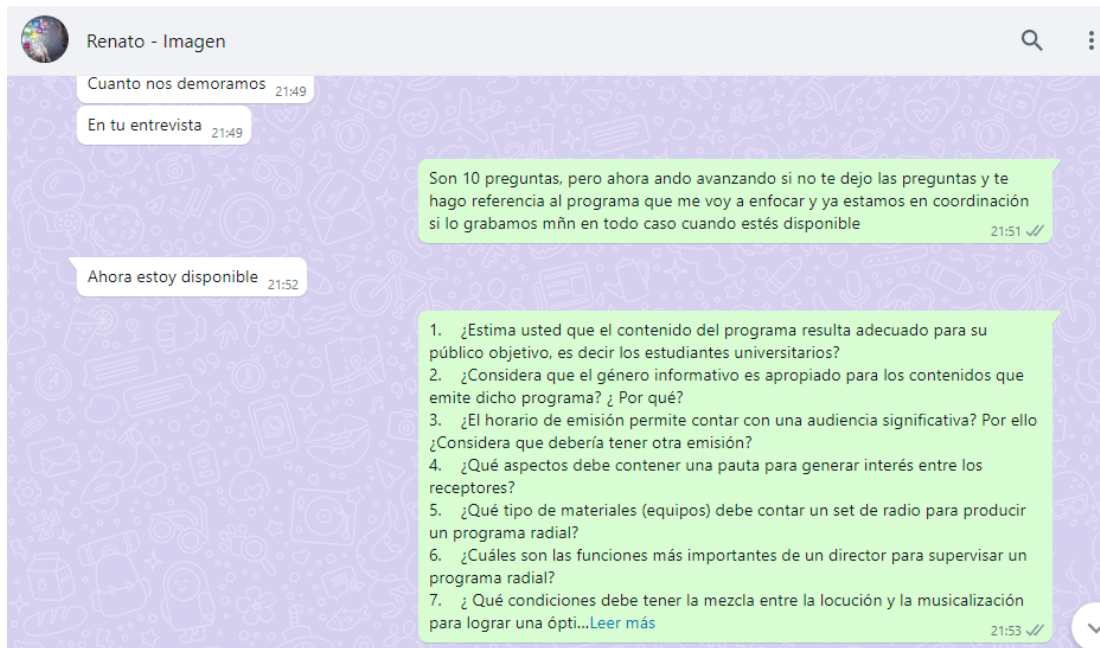 Renato - Imagen
Cuanto nos demoramos 21:49
En tu entrevista 21:49
Son 10 preguntas, pero ahora ando avanzando si no te dejo las preguntas y te
hago referencia al programa que me voy a enfocar y ya estamos en coordinación
si lo grabamos mñn en todo caso cuando estés disponible
21:51
Ahora estoy disponible 21:52
1. ¿Estima usted que el contenido del programa resulta adecuado para su
público objetivo, es decir los estudiantes universitarios?
2. ¿Considera que el género informativo es apropiado para los contenidos que
emite dicho programa? ¿ Por qué?
3. ¿El horario de emisión permite contar con una audiencia significativa? Por ello
¿Considera que debería tener otra emisión?
4. ¿Qué aspectos debe contener una pauta para generar interés entre los
receptores?
5. ¿Qué tipo de materiales (equipos) debe contar un set de radio para producir
un programa radial?
6. ¿Cuáles son las funciones más importantes de un director para supervisar un
programa radial?
7. ¿ Qué condiciones debe tener la mezcla entre la locución y la musicalización
para lograr una ópti...Leer más
21:53